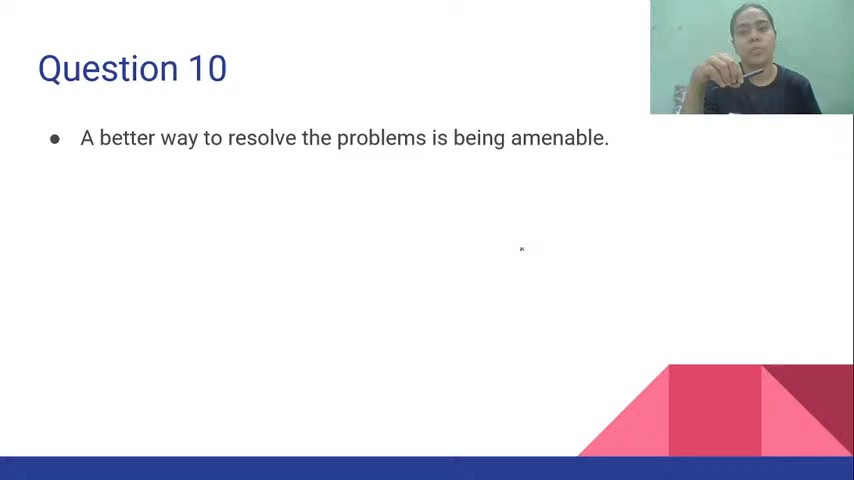 Question 10
● A better way to resolve the problems is being amenable.